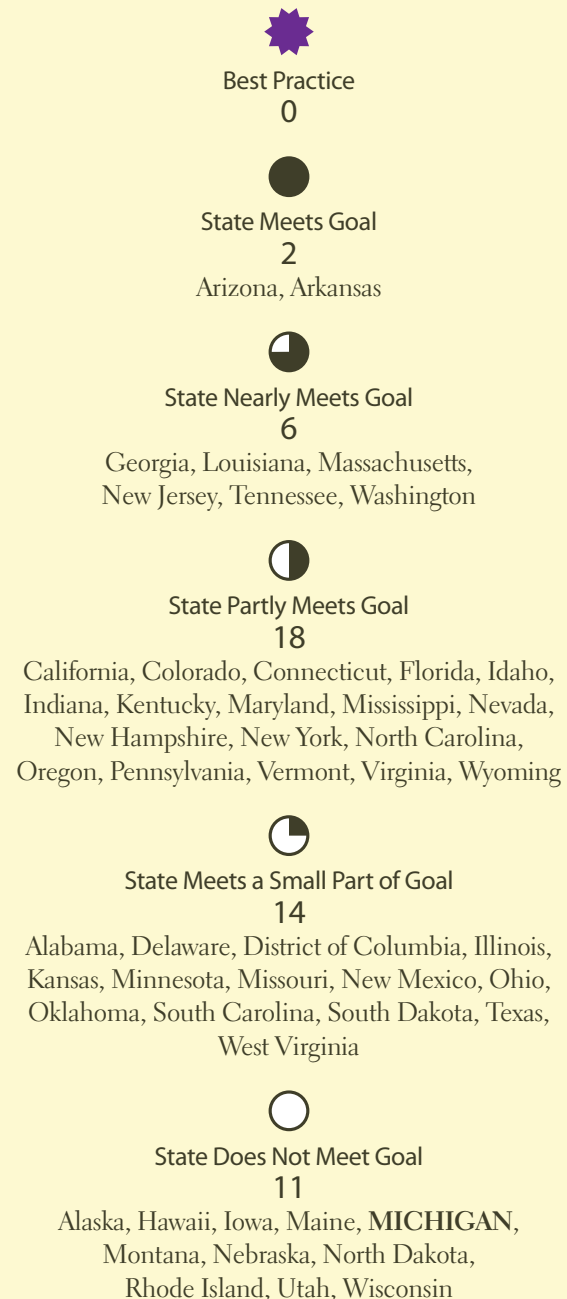 Best Practice
0
State Meets Goal
2
Arizona, Arkansas
State Nearly Meets Goal
6
Georgia, Louisiana, Massachusetts,
New Jersey, Tennessee, Washington
State Partly Meets Goal
18
California, Colorado, Connecticut, Florida, Idaho,
Indiana, Kentucky, Maryland, Mississippi, Nevada,
New Hampshire, New York, North Carolina,
Oregon, Pennsylvania, Vermont, Virginia, Wyoming
State Meets a Small Part of Goal
14
Alabama, Delaware, District of Columbia, Illinois,
Kansas, Minnesota, Missouri, New Mexico, Ohio,
Oklahoma, South Carolina, South Dakota, Texas,
West Virginia
State Does Not Meet Goal
11
Alaska, Hawaii, Iowa, Maine, MICHIGAN,
Montana, Nebraska, North Dakota,
Rhode Island, Utah, Wisconsin